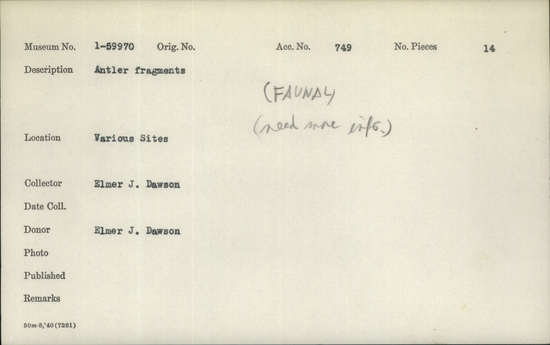 Museum No. 1-59970 Orig. No. Acc. No. 749 No. Pieces 14
Description Antler fragments
(FAUNAL)
(need more info.)
Location Various Sites
Collector Elmer J. Dawson
Date Coll.
Donor Elmer J. Dawson
Photo
Published
Remarks
50m-8,'40(7281)